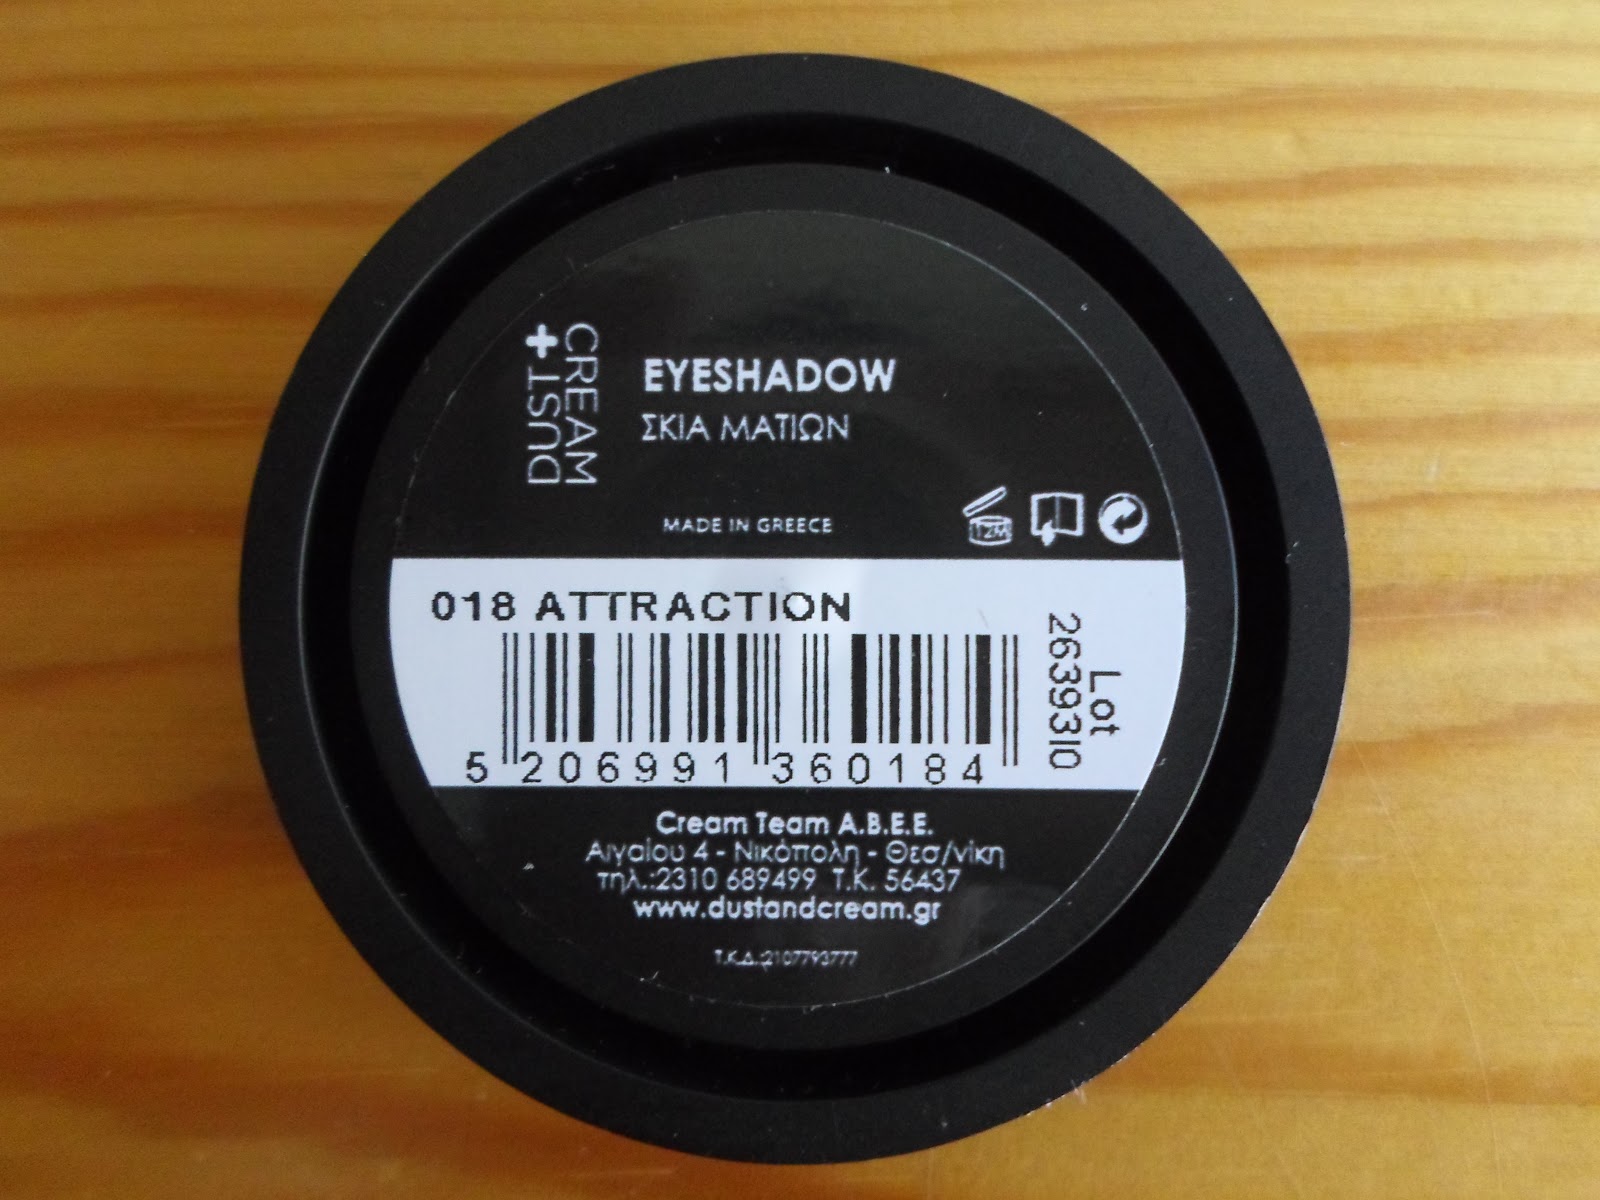 DUST+
CREAM
EYESHADOW
ΣΚΙΑ ΜΑΤΙΩΝ
MADE IN GREECE
12M
018 ATTRACTION
5 206991 360184
Lot
2639310
Cream Team Α.Β.Ε.Ε.
Αιγαίου 4 - Νικόπολη - Θεσ/νίκη
τηλ.:2310 689499 Τ.Κ. 56437
www.dustandcream.gr
Τ.Κ.Δ.:2107793777